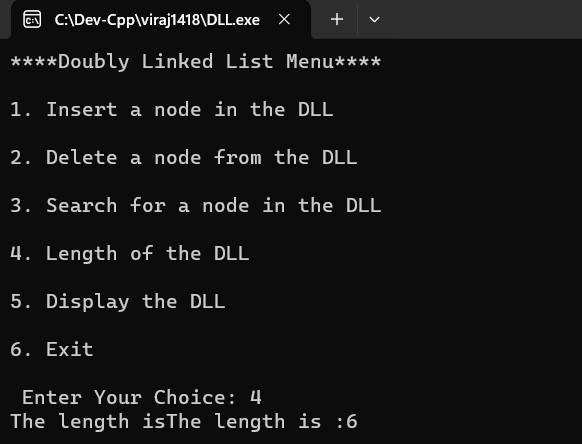 C:\Dev-Cpp\viraj1418\DLL.exe
****Doubly Linked List Menu****
1. Insert a node in the DLL
2. Delete a node from the DLL
3. Search for a node in the DLL
4. Length of the DLL
5. Display the DLL
6. Exit
Enter Your Choice: 4
The length isThe length is :6